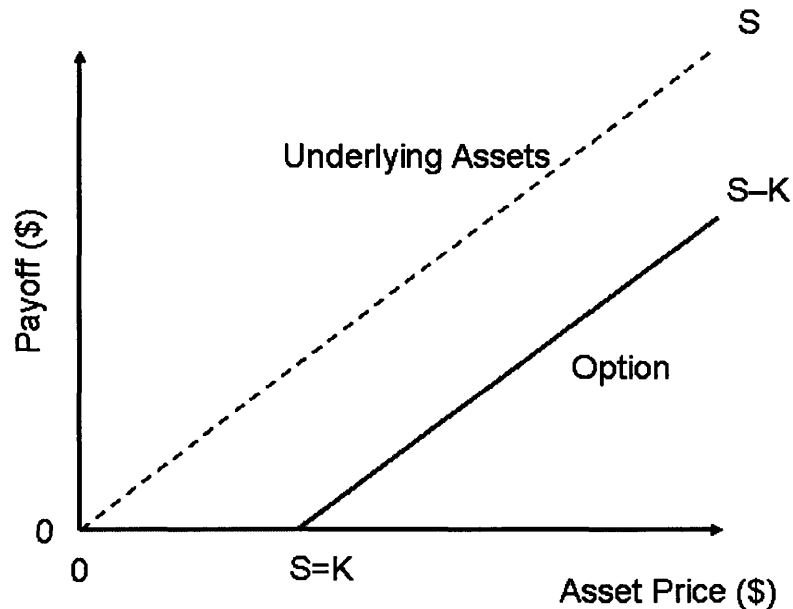 S
Underlying Assets
S–K
Payoff ($)
Option
0
0
S=K
Asset Price ($)